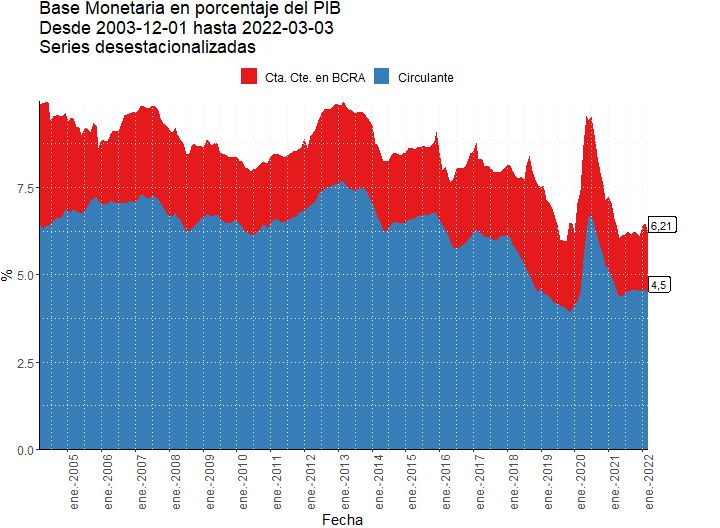 Base Monetaria en porcentaje del PIB
Desde 2003-12-01 hasta 2022-03-03
Series desestacionalizadas
Cta. Cte. en BCRA
Circulante
7.5
5.0
2.5
0.0
%
6,21
4,5
ene.-2005
ene.-2006
ene.-2007
ene.-2008
ene.-2009
ene.-2010
ene.-2011
ene.-2012
ene.-2013
ene.-2014
ene.-2015
ene.-2016
ene.-2017
ene.-2018
ene.-2019
ene.-2020
ene.-2021
ene.-2022
Fecha